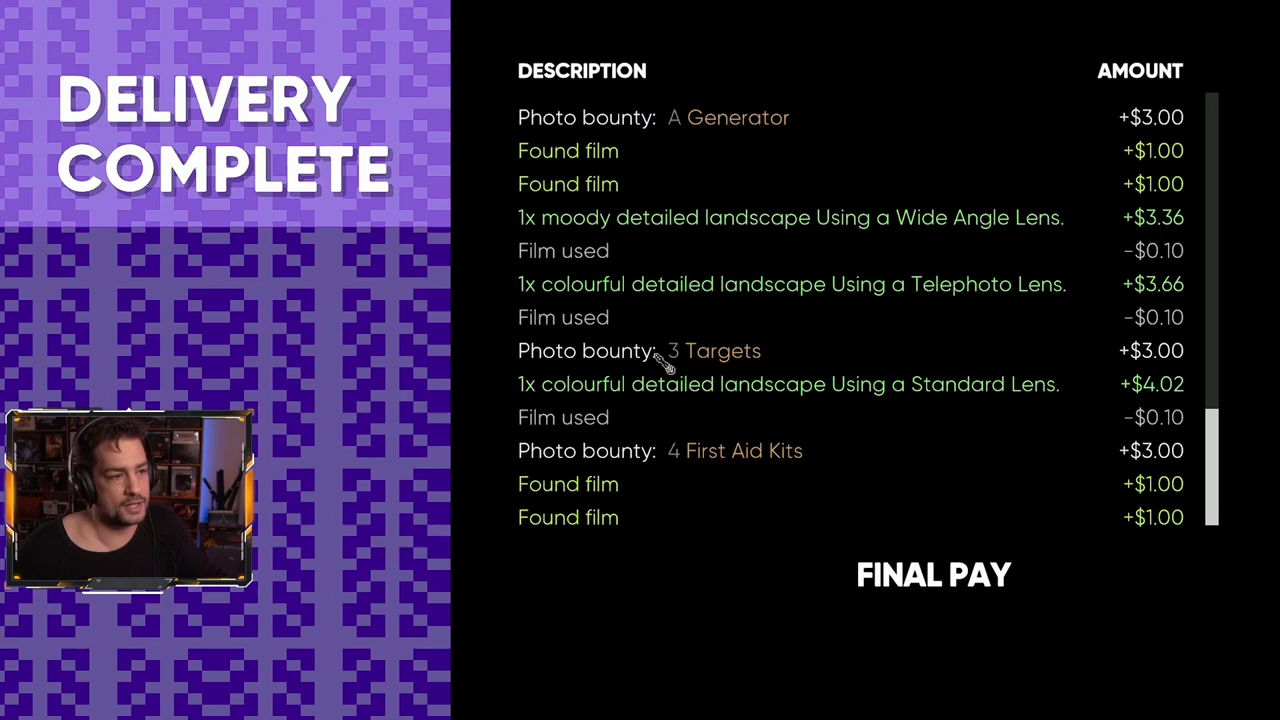 DELIVERY
COMPLETE
DESCRIPTION AMOUNT
Photo bounty: A Generator +$3.00
Found film +$1.00
Found film +$1.00
1x moody detailed landscape Using a Wide Angle Lens. +$3.36
Film used -$0.10
1x colourful detailed landscape Using a Telephoto Lens. +$3.66
Film used -$0.10
Photo bounty: 3 Targets +$3.00
1x colourful detailed landscape Using a Standard Lens. +$4.02
Film used -$0.10
Photo bounty: 4 First Aid Kits +$3.00
Found film +$1.00
Found film +$1.00
FINAL PAY